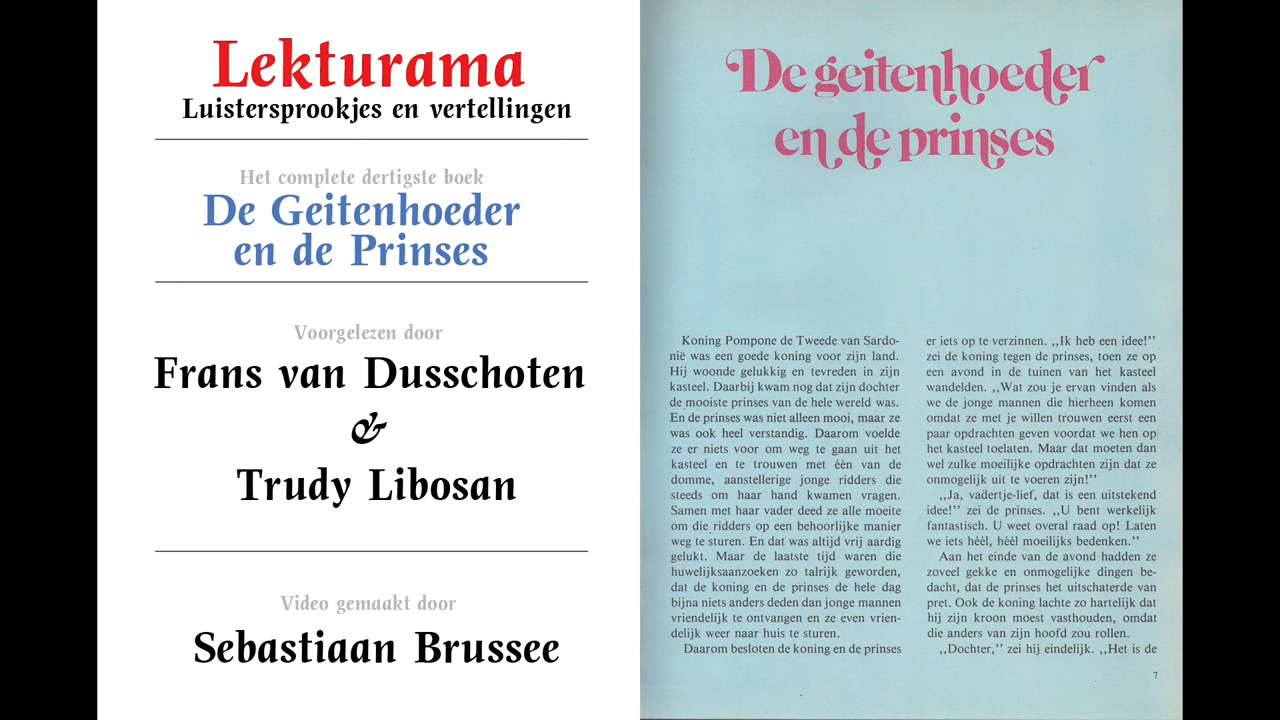 Lekturama
Luistersprookjes en vertellingen
Het complete dertigste boek
De Geitenhoeder
en de Prinses
Voorgelezen door
Frans van Dusschoten
&
Trudy Libosan
Video gemaakt door
Sebastiaan Brussee
De geitenhoeder
en de prinses
Koning Pompone de Tweede van Sardo-
nië was een goede koning voor zijn land.
Hij woonde gelukkig en tevreden in zijn
kasteel. Daarbij kwam nog dat zijn dochter
de mooiste prinses van de hele wereld was.
En de prinses was niet alleen mooi, maar ze
was ook heel verstandig. Daarom voelde
ze er niets voor om weg te gaan uit het
kasteel en te trouwen met één van de
domme, aanstellerige jonge ridders die
steeds om haar hand kwamen vragen.
Samen met haar vader deed ze alle moeite
om die ridders op een behoorlijke manier
weg te sturen. En dat was altijd vrij aardig
gelukt. Maar de laatste tijd waren die
huwelijksaanzoeken zo talrijk geworden,
dat de koning en de prinses de hele dag
bijna niets anders deden dan jonge mannen
vriendelijk te ontvangen en ze even vrien-
delijk weer naar huis te sturen.
Daarom besloten de koning en de prinses
er iets op te verzinnen. ,,Ik heb een idee!’’
zei de koning tegen de prinses, toen ze op
een avond in de tuinen van het kasteel
wandelden. ,,Wat zou je ervan vinden als
we de jonge mannen die hierheen komen
omdat ze met je willen trouwen eerst een
paar opdrachten geven voordat we hen op
het kasteel toelaten. Maar dat moeten dan
wel zulke moeilijke opdrachten zijn dat ze
onmogelijk uit te voeren zijn!’’
,,Ja, vadertje-lief, dat is een uitstekend
idee!’’ zei de prinses. ,,U bent werkelijk
fantastisch. U weet overal raad op! Laten
we iets héél, héél moeilijks bedenken.’’
Aan het einde van de avond hadden ze
zoveel gekke en onmogelijke dingen be-
dacht, dat de prinses het uitschaterde van
pret. Ook de koning lachte zo hartelijk dat
hij zijn kroon moest vasthouden, omdat
die anders van zijn hoofd zou rollen.
,,Dochter,’’ zei hij eindelijk. ,,Het is de
7